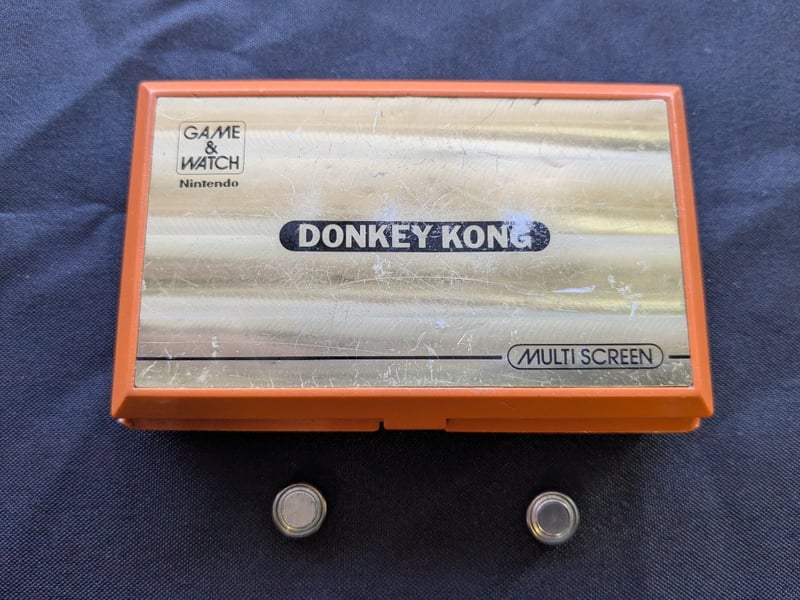 GAME
&
WATCH
Nintendo
DONKEY KONG
MULTI SCREEN